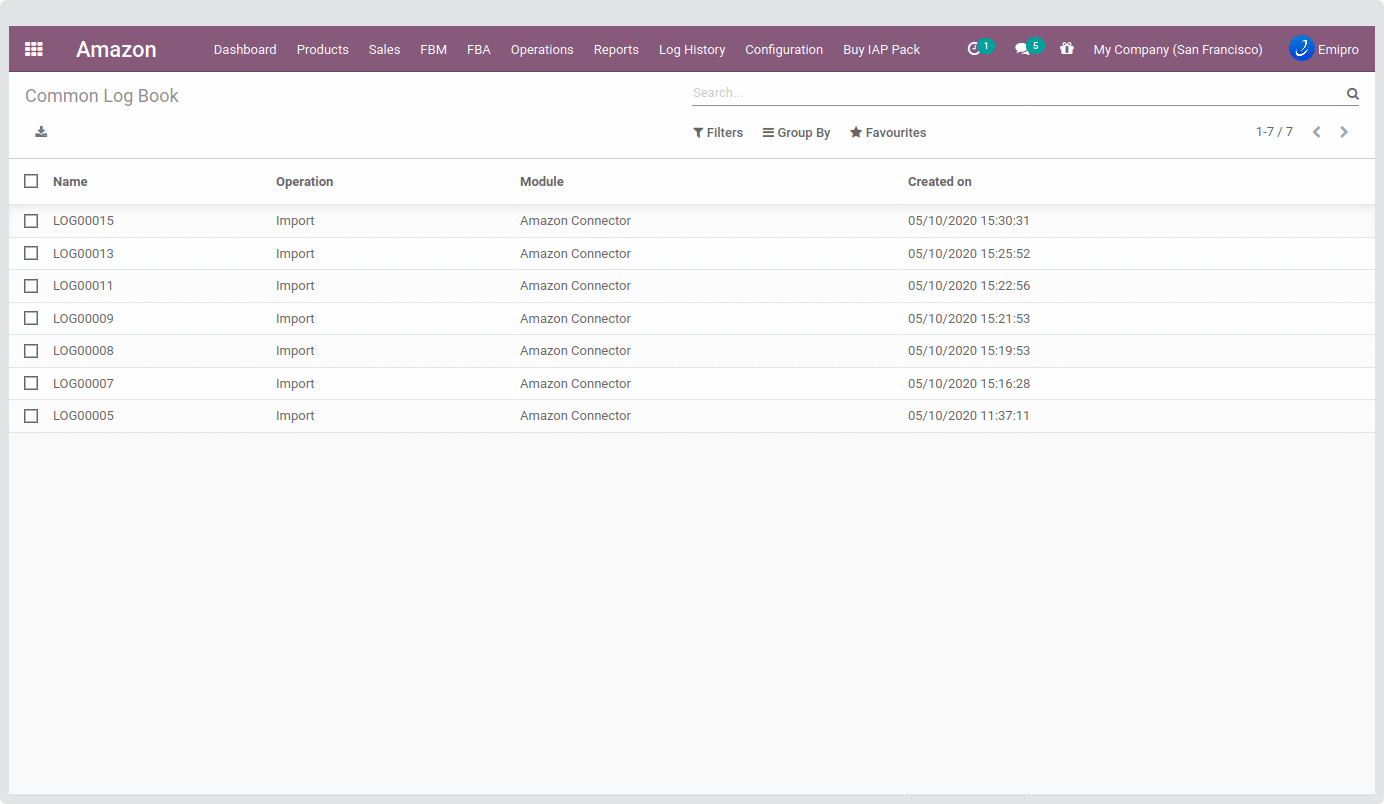 Amazon Dashboard Products Sales FBM FBA Operations Reports Log History Configuration Buy IAP Pack 1 5 My Company (San Francisco) Emipro
Common Log Book Search...
Filters Group By Favourites 1-7 / 7
Name Operation Module Created on
LOG00015 Import Amazon Connector 05/10/2020 15:30:31
LOG00013 Import Amazon Connector 05/10/2020 15:25:52
LOG00011 Import Amazon Connector 05/10/2020 15:22:56
LOG00009 Import Amazon Connector 05/10/2020 15:21:53
LOG00008 Import Amazon Connector 05/10/2020 15:19:53
LOG00007 Import Amazon Connector 05/10/2020 15:16:28
LOG00005 Import Amazon Connector 05/10/2020 11:37:11